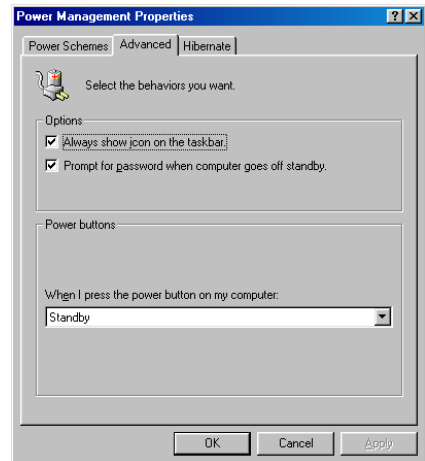 Power Management Properties
Power Schemes Advanced Hibernate
Select the behaviors you want.
Options
Always show icon on the taskbar.
Prompt for password when computer goes off standby.
Power buttons
When I press the power button on my computer:
Standby
OK Cancel Apply